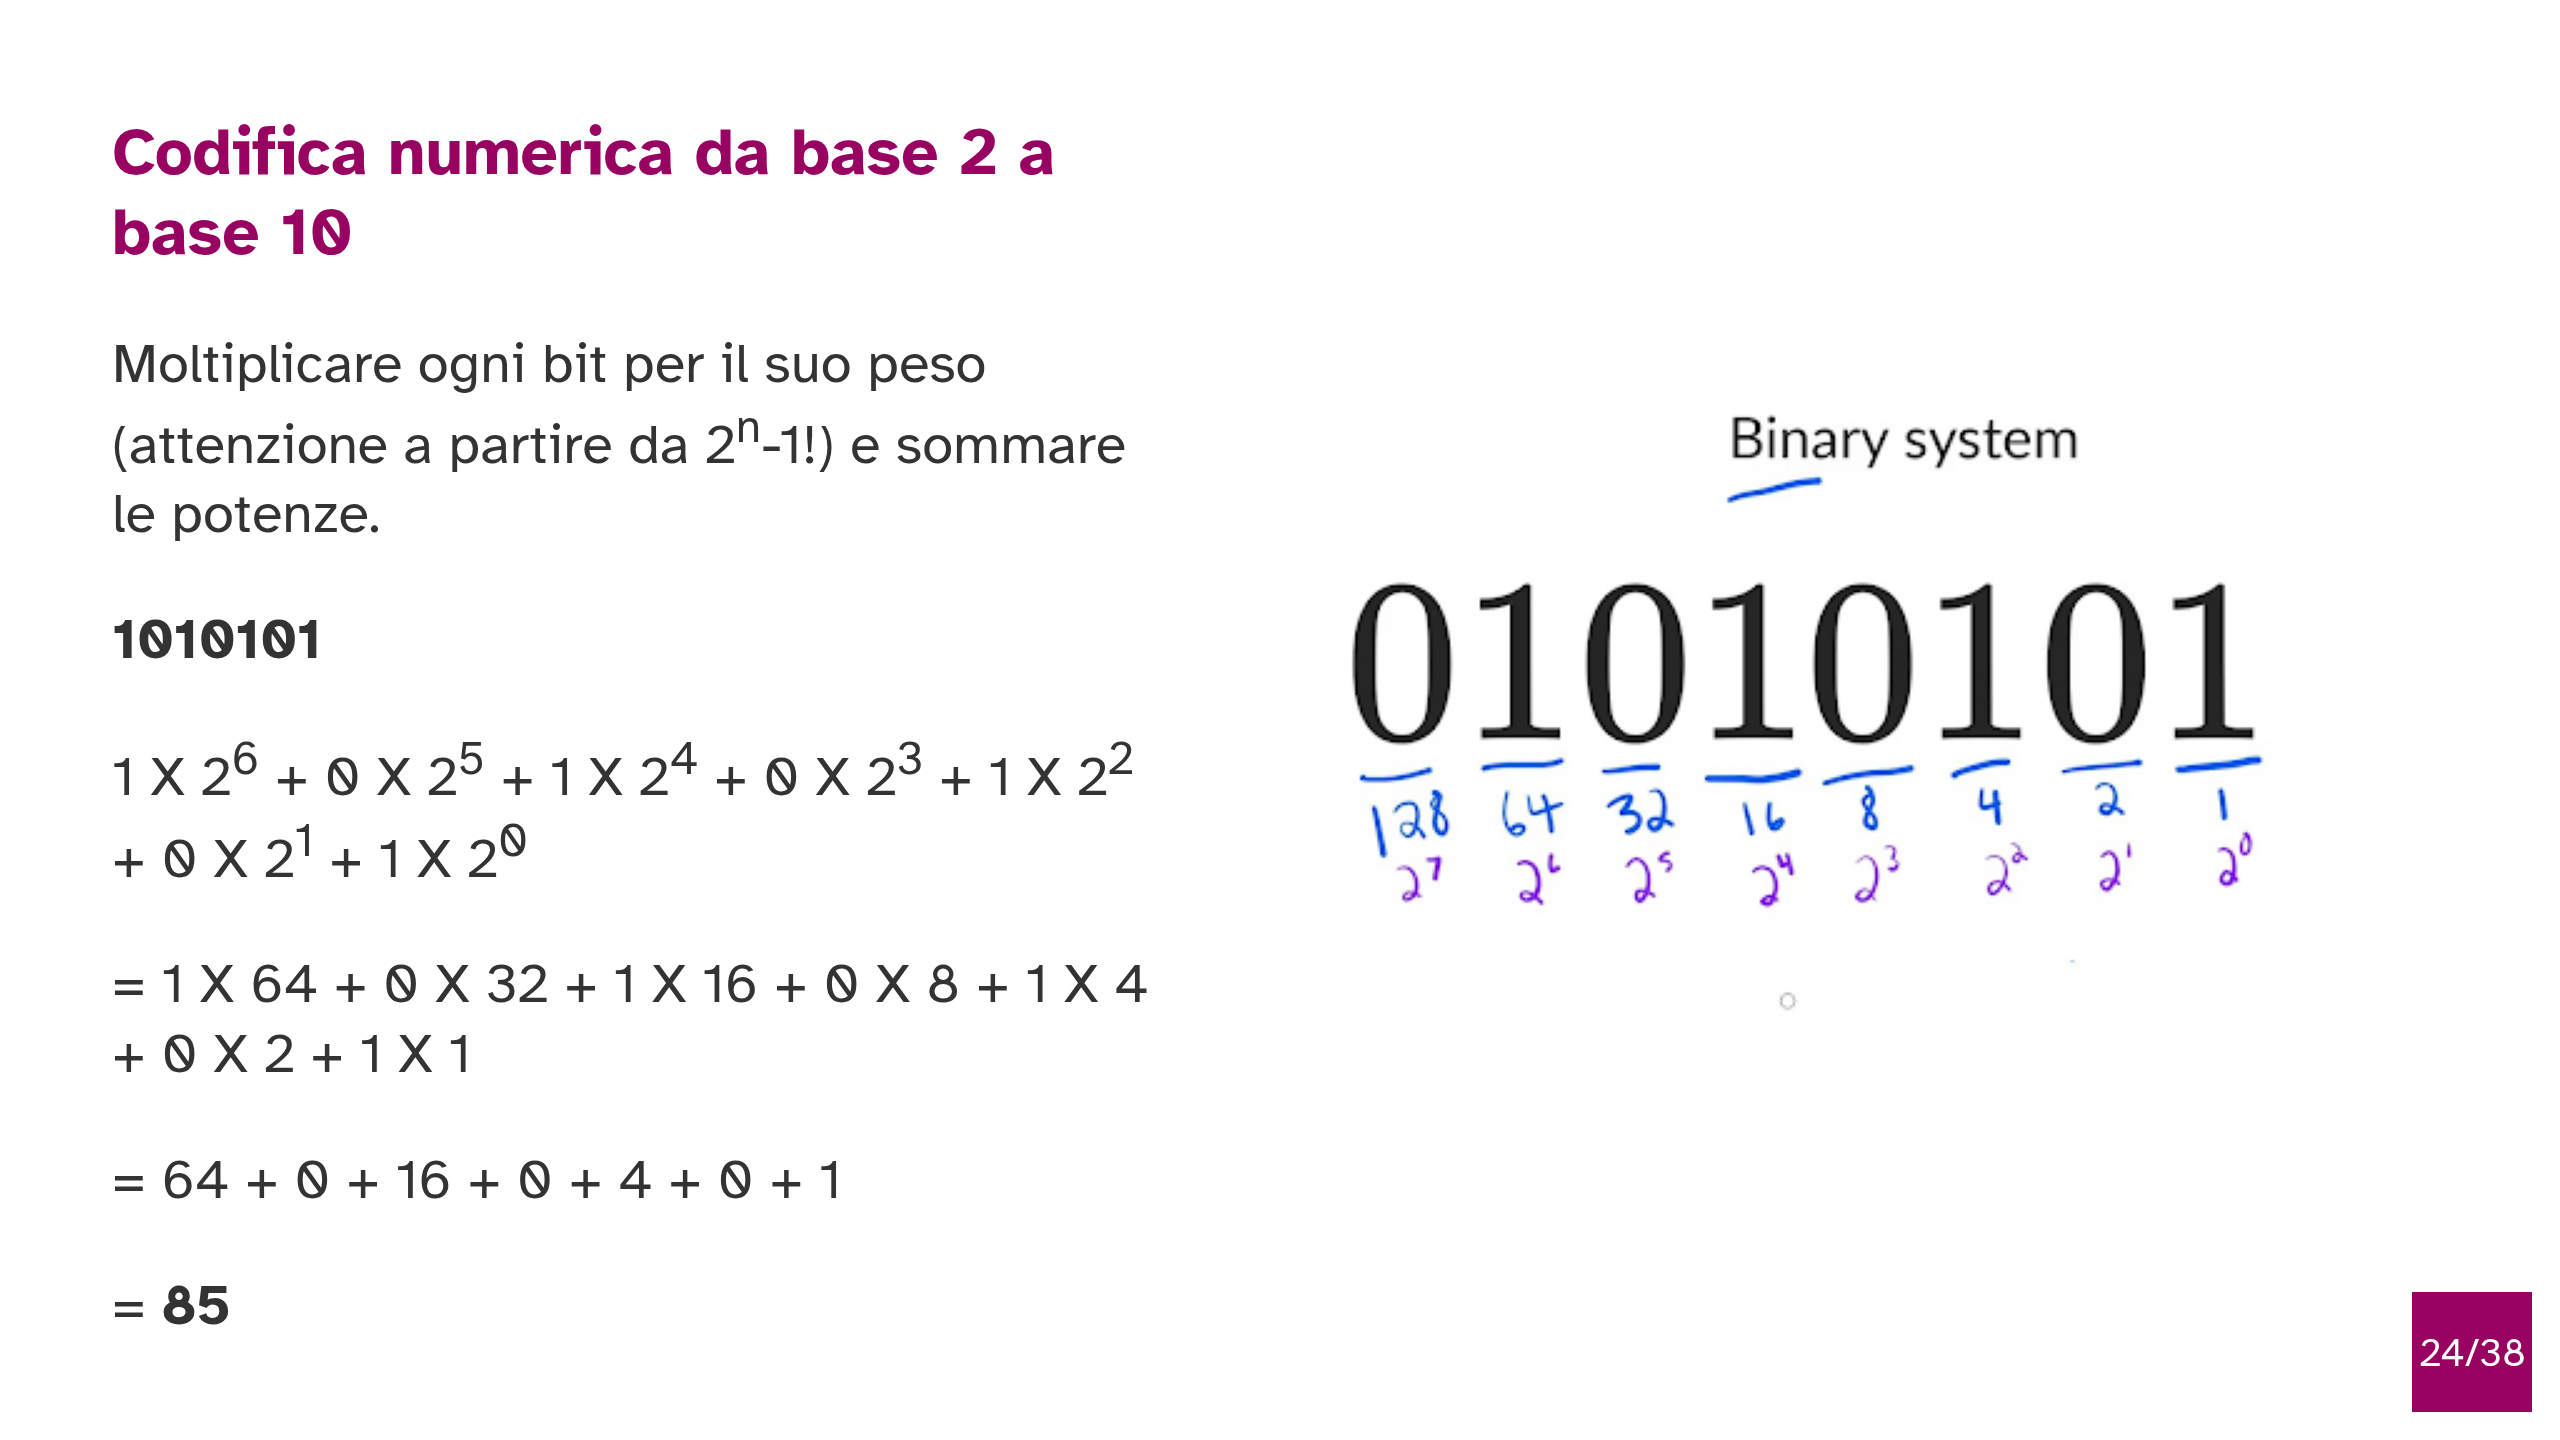 Codifica numerica da base 2 a
base 10
Moltiplicare ogni bit per il suo peso
(attenzione a partire da 2ⁿ-1!) e sommare
le potenze.
1010101
1 X 2⁶ + 0 X 2⁵ + 1 X 2⁴ + 0 X 2³ + 1 X 2²
+ 0 X 2¹ + 1 X 2⁰
= 1 X 64 + 0 X 32 + 1 X 16 + 0 X 8 + 1 X 4
+ 0 X 2 + 1 X 1
= 64 + 0 + 16 + 0 + 4 + 0 + 1
= 85
Binary system
01010101
128 64 32 16 8 4 2 1
2⁷ 2⁶ 2⁵ 2⁴ 2³ 2² 2¹ 2⁰
24/38